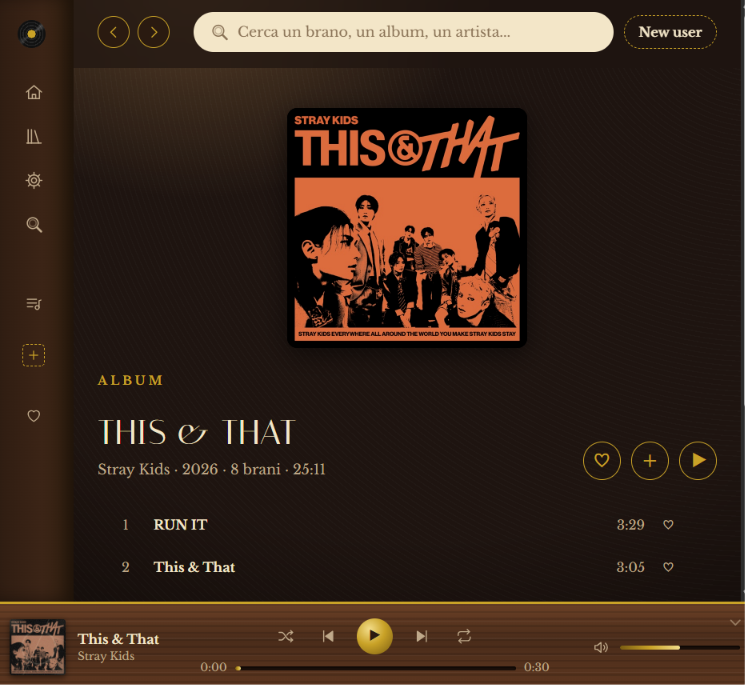 Cerca un brano, un album, un artista...
New user
STRAY KIDS
THIS & THAT
STRAY KIDS EVERYWHERE ALL AROUND THE WORLD YOU MAKE STRAY KIDS STAY
ALBUM
THIS & THAT
Stray Kids · 2026 · 8 brani · 25:11
1 RUN IT 3:29
2 This & That 3:05
THIS & THAT
This & That
Stray Kids
0:00 0:30